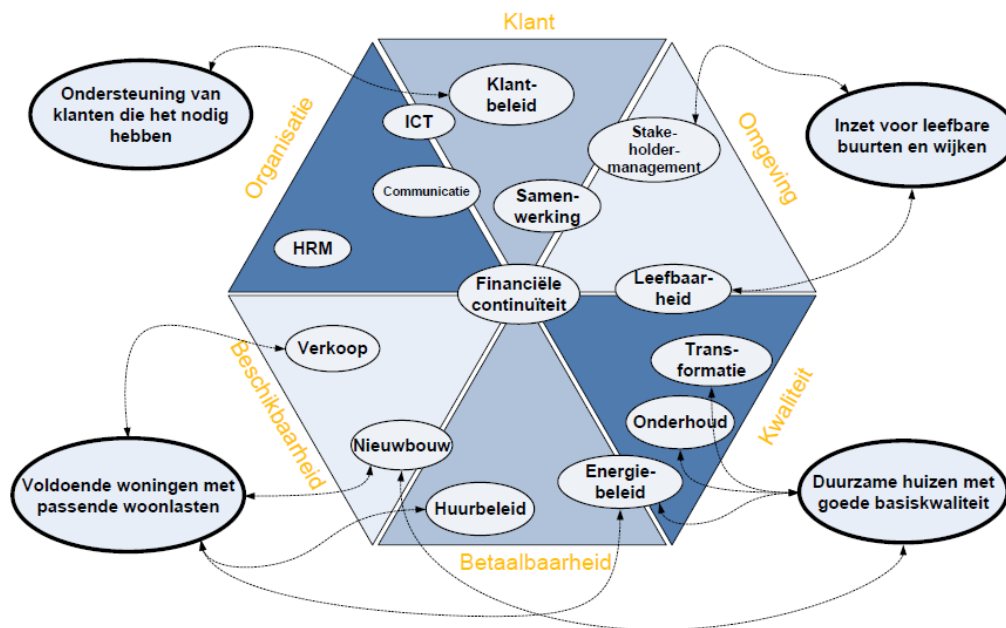 Klant
Ondersteuning van
klanten die het nodig
hebben
Organisatie
ICT
Klant-
beleid
Stake-
holder-
management
Omgeving
Inzet voor leefbare
buurten en wijken
Communicatie
Samen-
werking
HRM
Financiële
continuïteit
Leefbaar-
heid
Verkoop
Trans-
formatie
Beschikbaarheid
Kwaliteit
Nieuwbouw
Onderhoud
Voldoende woningen met
passende woonlasten
Huurbeleid
Energie-
beleid
Duurzame huizen met
goede basiskwaliteit
Betaalbaarheid